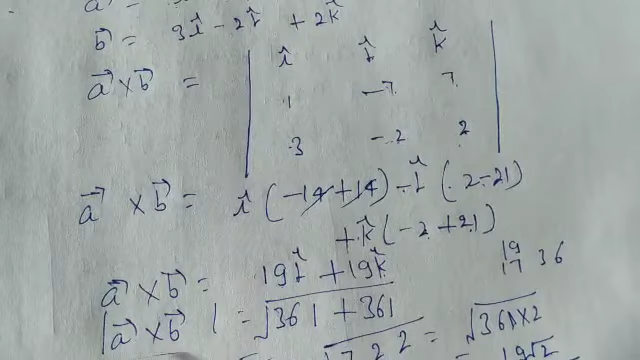 b⃗ = 3î - 2ĵ + 2k̂
a⃗ × b⃗ = | î ĵ k̂
1 -7 7
3 -2 2 |
a⃗ × b⃗ = î (-14+14) - ĵ (2-21)
+ k̂ (-2+21)
a⃗ × b⃗ = 19ĵ + 19k̂
|a⃗ × b⃗| = √361 + 361
= √361×2
19
17 36
= 19√2